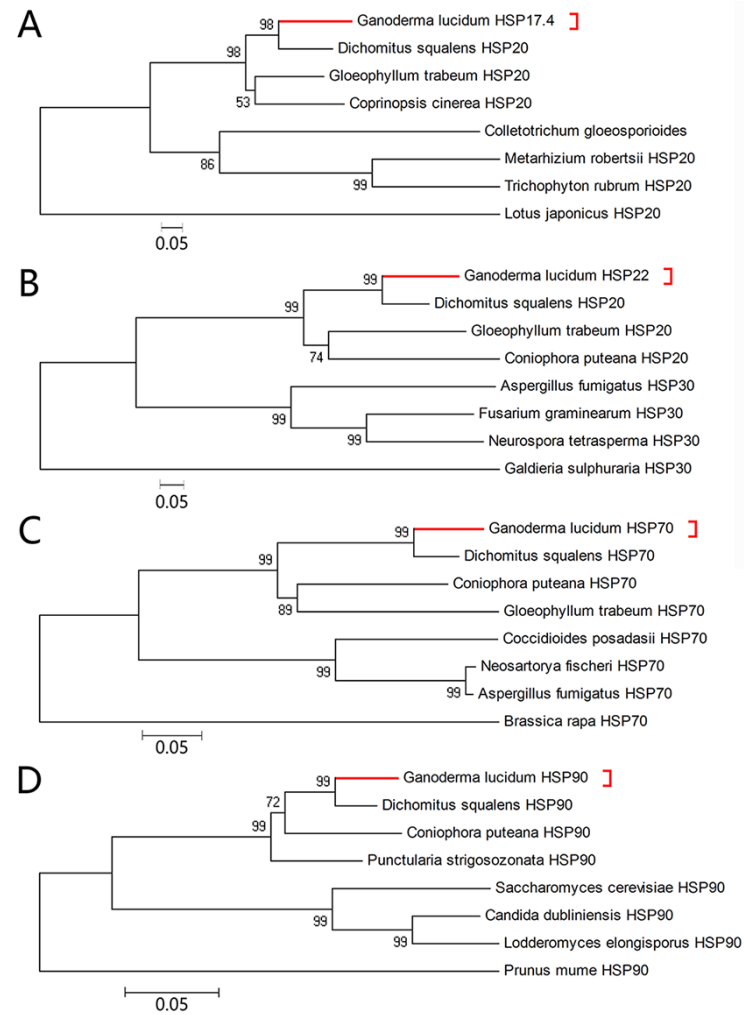 A
98
Ganoderma lucidum HSP17.4
98
Dichomitus squalens HSP20
Gloeophyllum trabeum HSP20
53
Coprinopsis cinerea HSP20
Colletotrichum gloeosporioides
86
Metarhizium robertsii HSP20
99
Trichophyton rubrum HSP20
Lotus japonicus HSP20
0.05
B
99
Ganoderma lucidum HSP22
99
Dichomitus squalens HSP20
Gloeophyllum trabeum HSP20
74
Coniophora puteana HSP20
Aspergillus fumigatus HSP30
99
Fusarium graminearum HSP30
99
Neurospora tetrasperma HSP30
Galdieria sulphuraria HSP30
0.05
C
99
Ganoderma lucidum HSP70
99
Dichomitus squalens HSP70
Coniophora puteana HSP70
89
Gloeophyllum trabeum HSP70
Coccidioides posadasii HSP70
99
Neosartorya fischeri HSP70
99
Aspergillus fumigatus HSP70
Brassica rapa HSP70
0.05
D
99
Ganoderma lucidum HSP90
72
Dichomitus squalens HSP90
99
Coniophora puteana HSP90
Punctularia strigosozonata HSP90
Saccharomyces cerevisiae HSP90
99
Candida dubliniensis HSP90
99
Lodderomyces elongisporus HSP90
Prunus mume HSP90
0.05